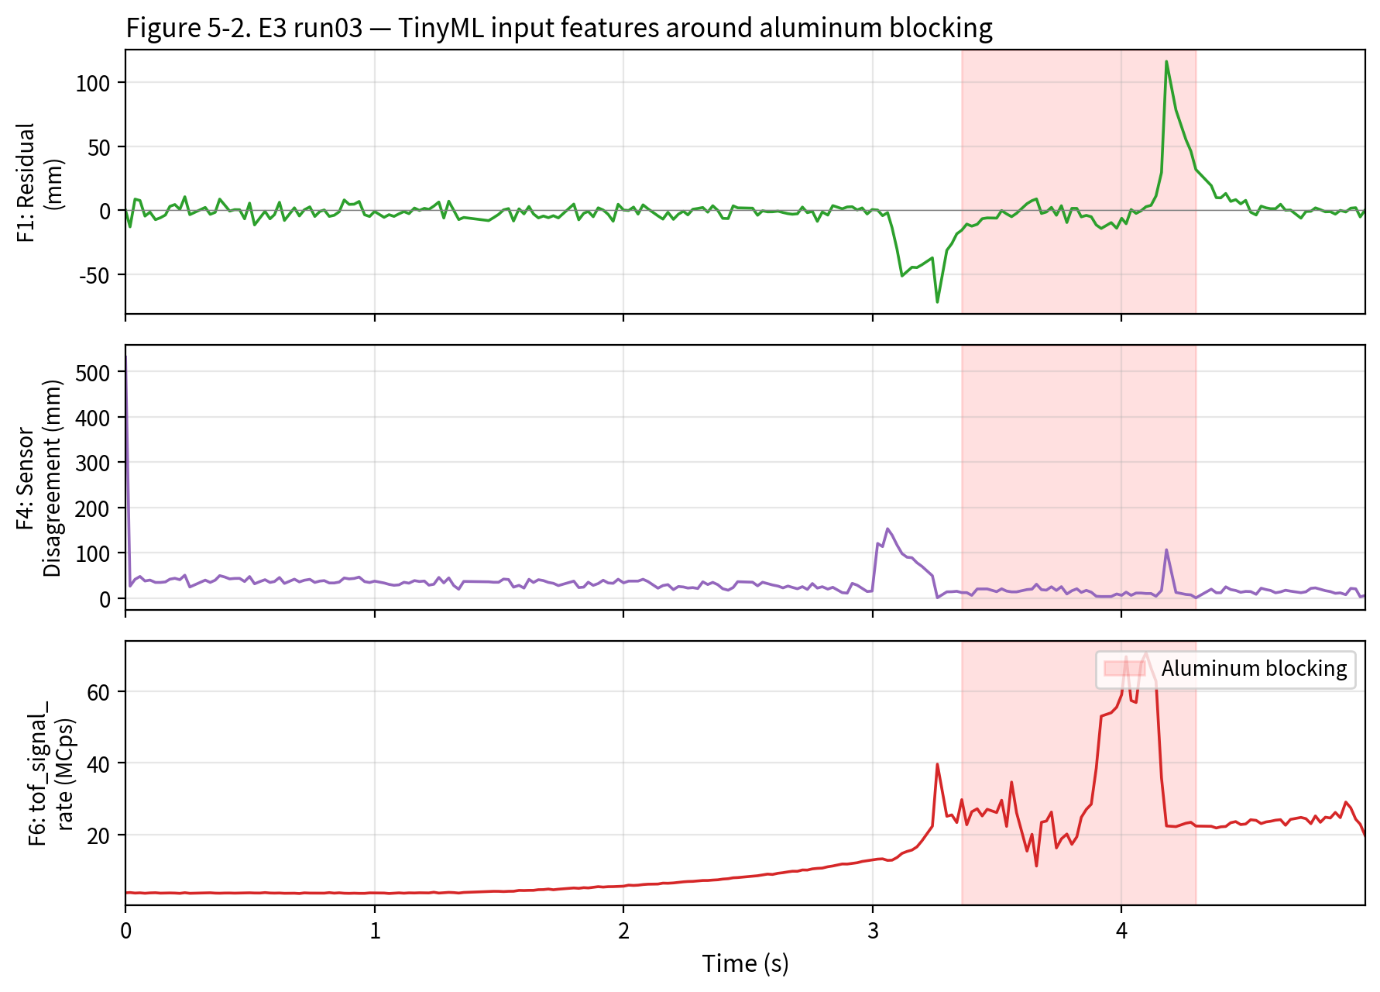 Figure 5-2. E3 run03 — TinyML input features around aluminum blocking
F1: Residual
(mm)
100
50
0
-50
F4: Sensor
Disagreement (mm)
500
400
300
200
100
0
F6: tof_signal_
rate (MCps)
60
40
20
Aluminum blocking
0
1
2
3
4
Time (s)